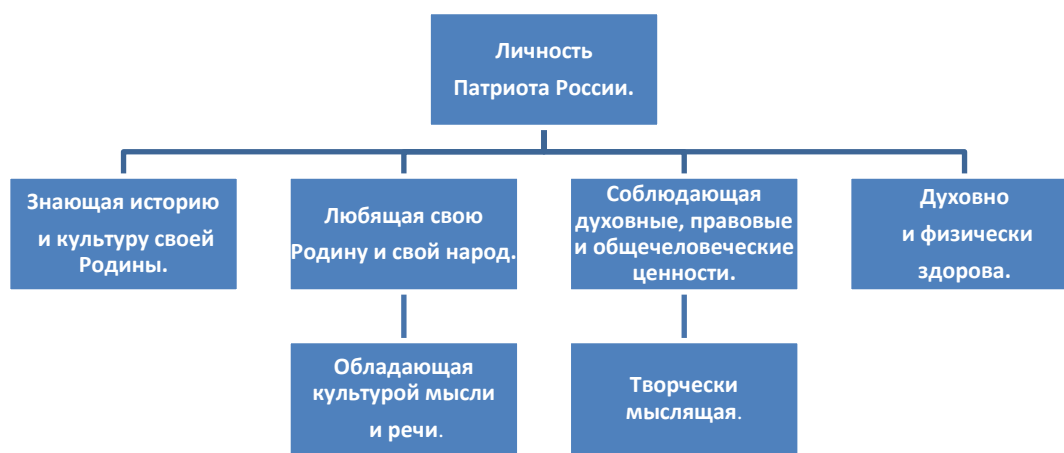 Личность
Патриота России.
Знающая историю
и культуру своей
Родины.
Любящая свою
Родину и свой народ.
Соблюдающая
духовные, правовые
и общечеловеческие
ценности.
Духовно
и физически
здорова.
Обладающая
культурой мысли
и речи.
Творчески
мыслящая.